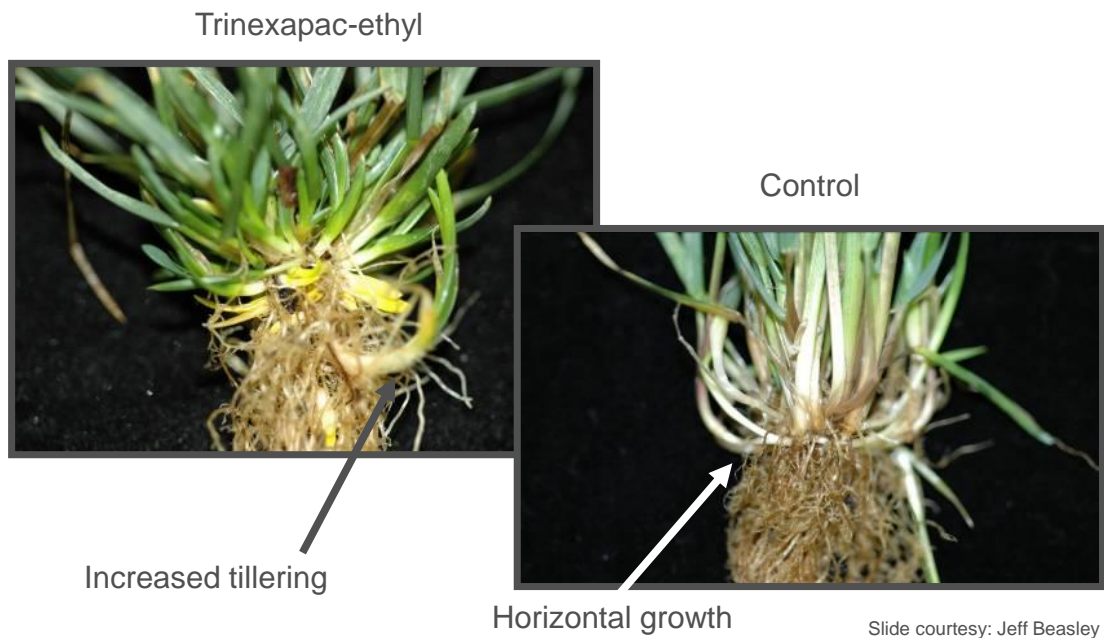 Trinexapac-ethyl
Control
Increased tillering
Horizontal growth
Slide courtesy: Jeff Beasley